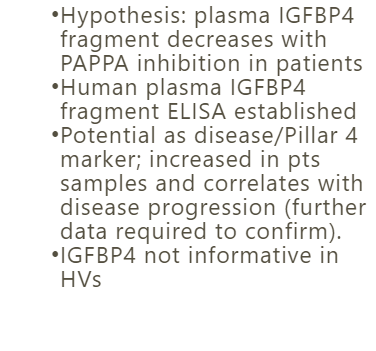 •Hypothesis: plasma IGFBP4
fragment decreases with
PAPPA inhibition in patients
•Human plasma IGFBP4
fragment ELISA established
•Potential as disease/Pillar 4
marker; increased in pts
samples and correlates with
disease progression (further
data required to confirm).
•IGFBP4 not informative in
HVs